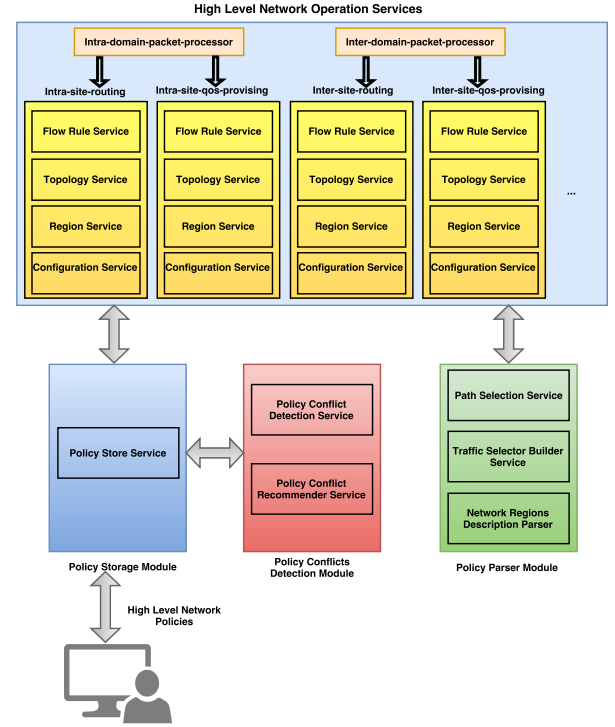 High Level Network Operation Services
Intra-domain-packet-processor
Inter-domain-packet-processor
Intra-site-routing
Intra-site-qos-provising
Inter-site-routing
Inter-site-qos-provising
Flow Rule Service
Flow Rule Service
Flow Rule Service
Flow Rule Service
Topology Service
Topology Service
Topology Service
Topology Service
...
Region Service
Region Service
Region Service
Region Service
Configuration Service
Configuration Service
Configuration Service
Configuration Service
Policy Store Service
Policy Storage Module
Policy Conflict
Detection Service
Policy Conflict
Recommender Service
Policy Conflicts
Detection Module
Path Selection Service
Traffic Selector Builder
Service
Network Regions
Description Parser
Policy Parser Module
High Level Network
Policies